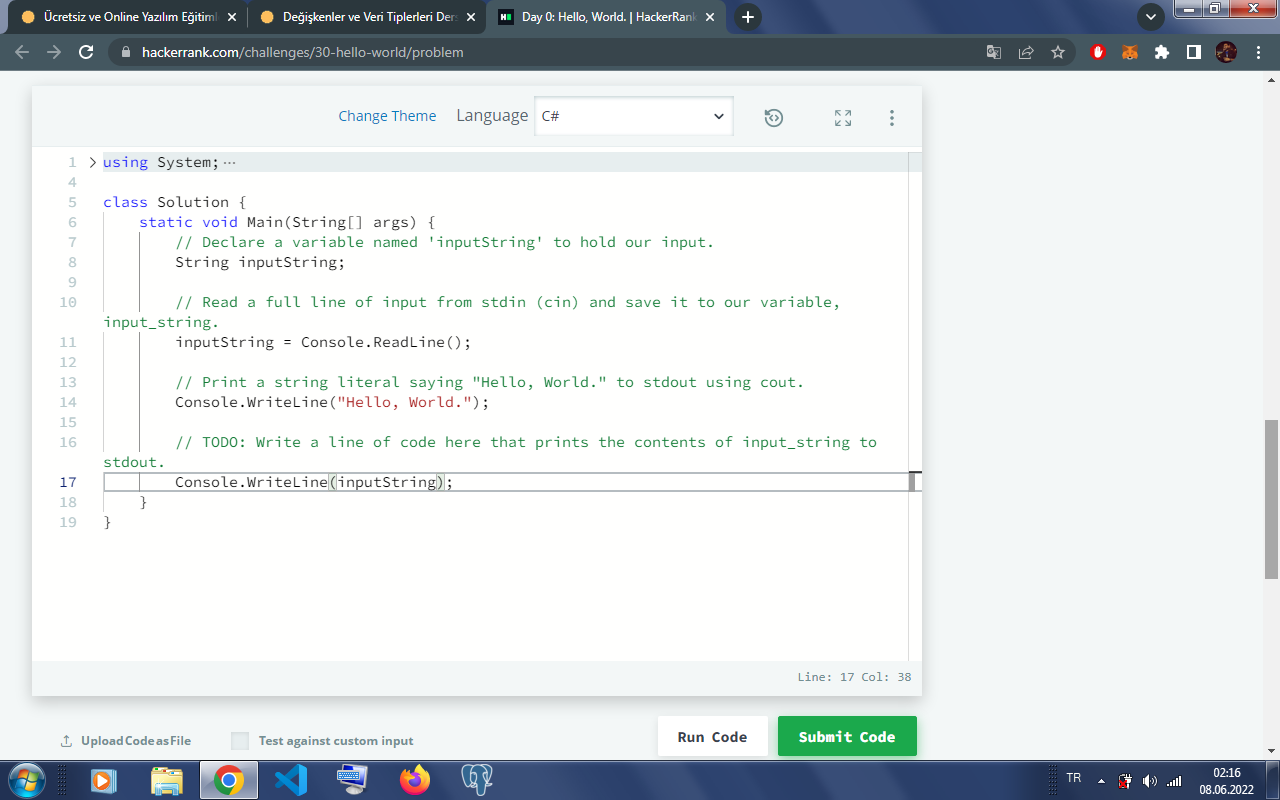 Ücretsiz ve Online Yazılım Eğitiml
Değişkenler ve Veri Tiplerleri Ders
Day 0: Hello, World. | HackerRank
hackerrank.com/challenges/30-hello-world/problem
Change Theme Language C#
1 using System; ···
4
5 class Solution {
6 static void Main(String[] args) {
7 // Declare a variable named 'inputString' to hold our input.
8 String inputString;
9
10 // Read a full line of input from stdin (cin) and save it to our variable,
input_string.
11 inputString = Console.ReadLine();
12
13 // Print a string literal saying "Hello, World." to stdout using cout.
14 Console.WriteLine("Hello, World.");
15
16 // TODO: Write a line of code here that prints the contents of input_string to
stdout.
17 Console.WriteLine(inputString);
18 }
19 }
Line: 17 Col: 38
Upload Code as File Test against custom input Run Code Submit Code
TR 02:16
08.06.2022